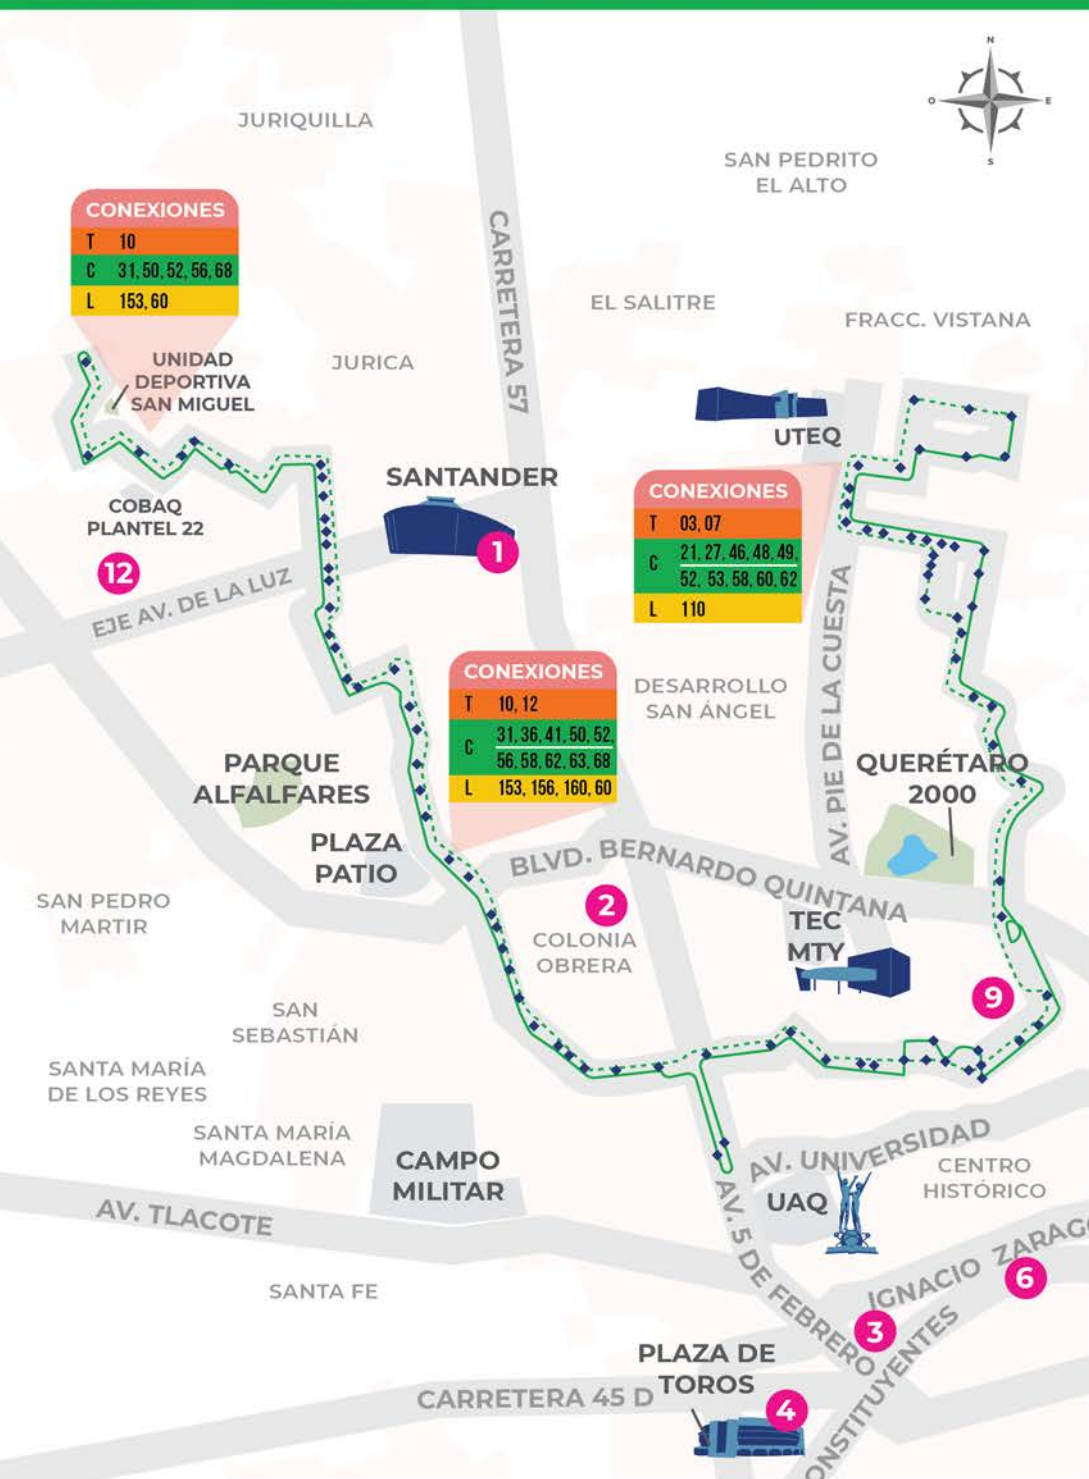 N
O
E
S
JURIQUILLA
SAN PEDRITO
EL ALTO
CONEXIONES
T 10
C 31, 50, 52, 56, 68
L 153, 60
CARRETERA 57
EL SALITRE
FRACC. VISTANA
UNIDAD
DEPORTIVA
SAN MIGUEL
JURICA
UTEQ
SANTANDER
1
COBAQ
PLANTEL 22
12
CONEXIONES
T 03, 07
C 21, 27, 46, 48, 49,
52, 53, 58, 60, 62
L 110
EJE AV. DE LA LUZ
AV. PIE DE LA CUESTA
CONEXIONES
T 10, 12
C 31, 36, 41, 50, 52,
56, 58, 62, 63, 68
L 153, 156, 160, 60
DESARROLLO
SAN ÁNGEL
PARQUE
ALFALFARES
QUERÉTARO
2000
PLAZA
PATIO
BLVD. BERNARDO QUINTANA
2
SAN PEDRO
MARTIR
COLONIA
OBRERA
TEC
MTY
9
SAN
SEBASTIÁN
SANTA MARÍA
DE LOS REYES
SANTA MARÍA
MAGDALENA
CAMPO
MILITAR
AV. UNIVERSIDAD
CENTRO
HISTÓRICO
UAQ
AV. TLACOTE
AV. 5 DE FEBRERO
IGNACIO ZARAG
6
SANTA FE
3
PLAZA DE
TOROS
CARRETERA 45 D
4
ONSTITUYENTES